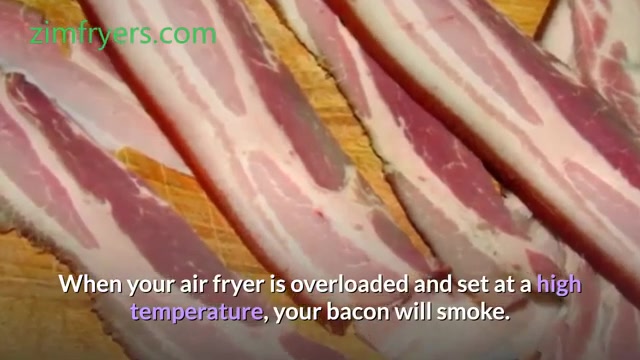 zimfryers.com
When your air fryer is overloaded and set at a high
temperature, your bacon will smoke.